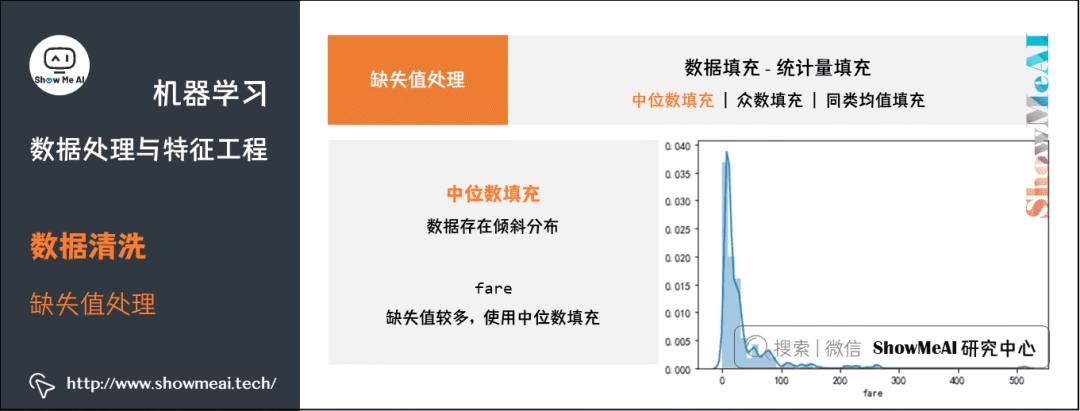 Show Me AI
机器学习
数据处理与特征工程
数据清洗
缺失值处理
http://www.showmeai.tech/
缺失值处理
数据填充 - 统计量填充
中位数填充 | 众数填充 | 同类均值填充
中位数填充
数据存在倾斜分布
fare
缺失值较多，使用中位数填充
ShowMeAI
0.040
0.035
0.030
0.025
0.020
0.015
0.010
0.005
0.000
0 100 200 300 400 500
fare
搜索 | 微信 ShowMeAI 研究中心